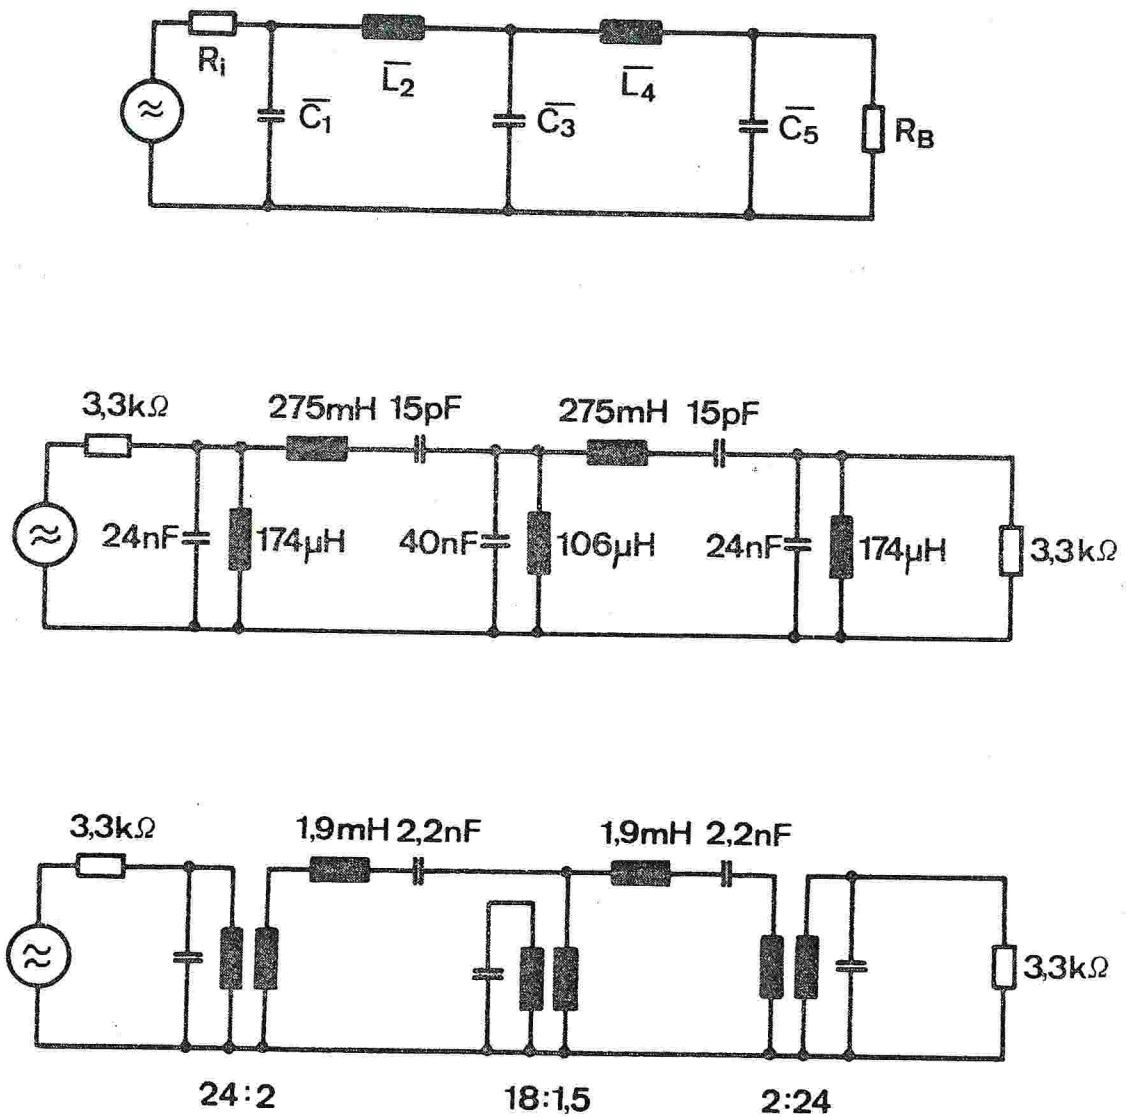 Ri
L2
L4
C1
C3
C5
RB
3,3kΩ
275mH 15pF
275mH 15pF
24nF
174µH
40nF
106µH
24nF
174µH
3,3kΩ
3,3kΩ
1,9mH 2,2nF
1,9mH 2,2nF
3,3kΩ
24:2
18:1,5
2:24